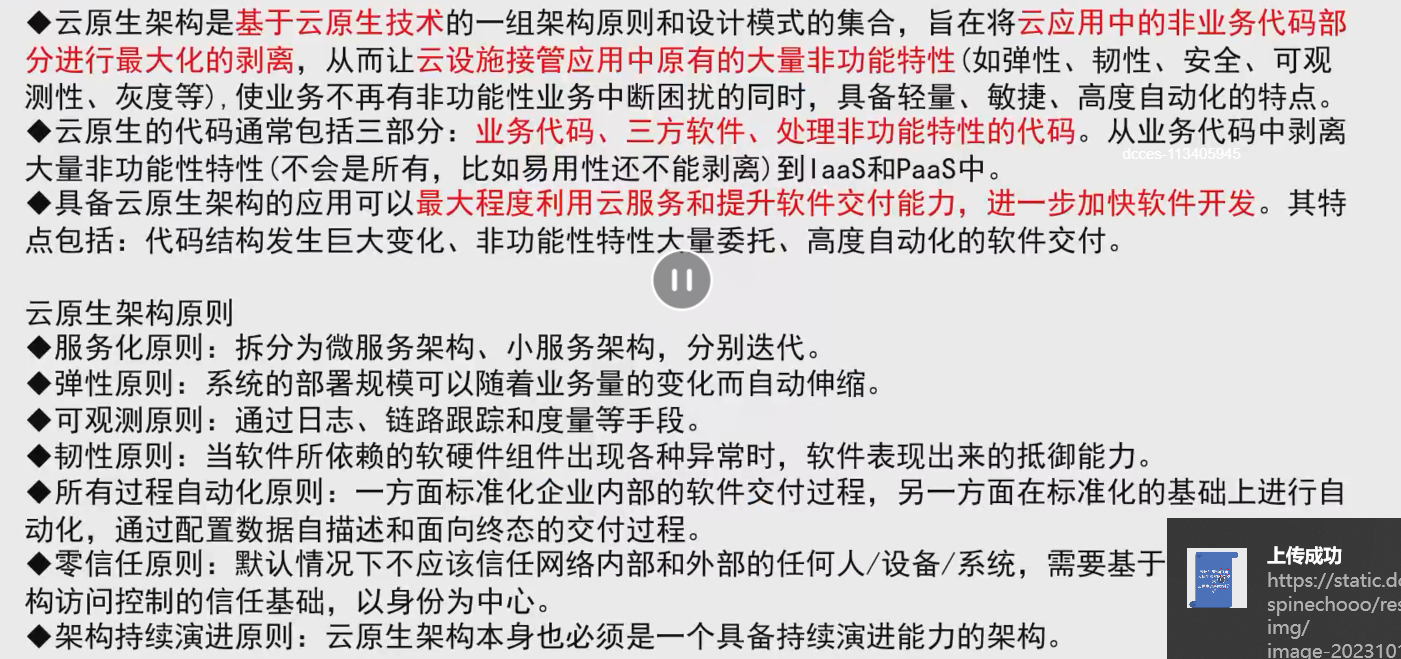 ◆云原生架构是基于云原生技术的一组架构原则和设计模式的集合，旨在将云应用中的非业务代码部
分进行最大化的剥离，从而让云设施接管应用中原有的大量非功能特性(如弹性、韧性、安全、可观
测性、灰度等),使业务不再有非功能性业务中断困扰的同时，具备轻量、敏捷、高度自动化的特点。
◆云原生的代码通常包括三部分：业务代码、三方软件、处理非功能特性的代码。从业务代码中剥离
dcces-113405945
大量非功能性特性(不会是所有，比如易用性还不能剥离)到IaaS和PaaS中。
◆具备云原生架构的应用可以最大程度利用云服务和提升软件交付能力，进一步加快软件开发。其特
点包括：代码结构发生巨大变化、非功能性特性大量委托、高度自动化的软件交付。
云原生架构原则
◆服务化原则：拆分为微服务架构、小服务架构，分别迭代。
◆弹性原则：系统的部署规模可以随着业务量的变化而自动伸缩。
◆可观测原则：通过日志、链路跟踪和度量等手段。
◆韧性原则：当软件所依赖的软硬件组件出现各种异常时，软件表现出来的抵御能力。
◆所有过程自动化原则：一方面标准化企业内部的软件交付过程，另一方面在标准化的基础上进行自
动化，通过配置数据自描述和面向终态的交付过程。
◆零信任原则：默认情况下不应该信任网络内部和外部的任何人/设备/系统，需要基于
构访问控制的信任基础，以身份为中心。
◆架构持续演进原则：云原生架构本身也必须是一个具备持续演进能力的架构。
上传成功
https://static.dc
spinechooo/res
img/
image-2023101